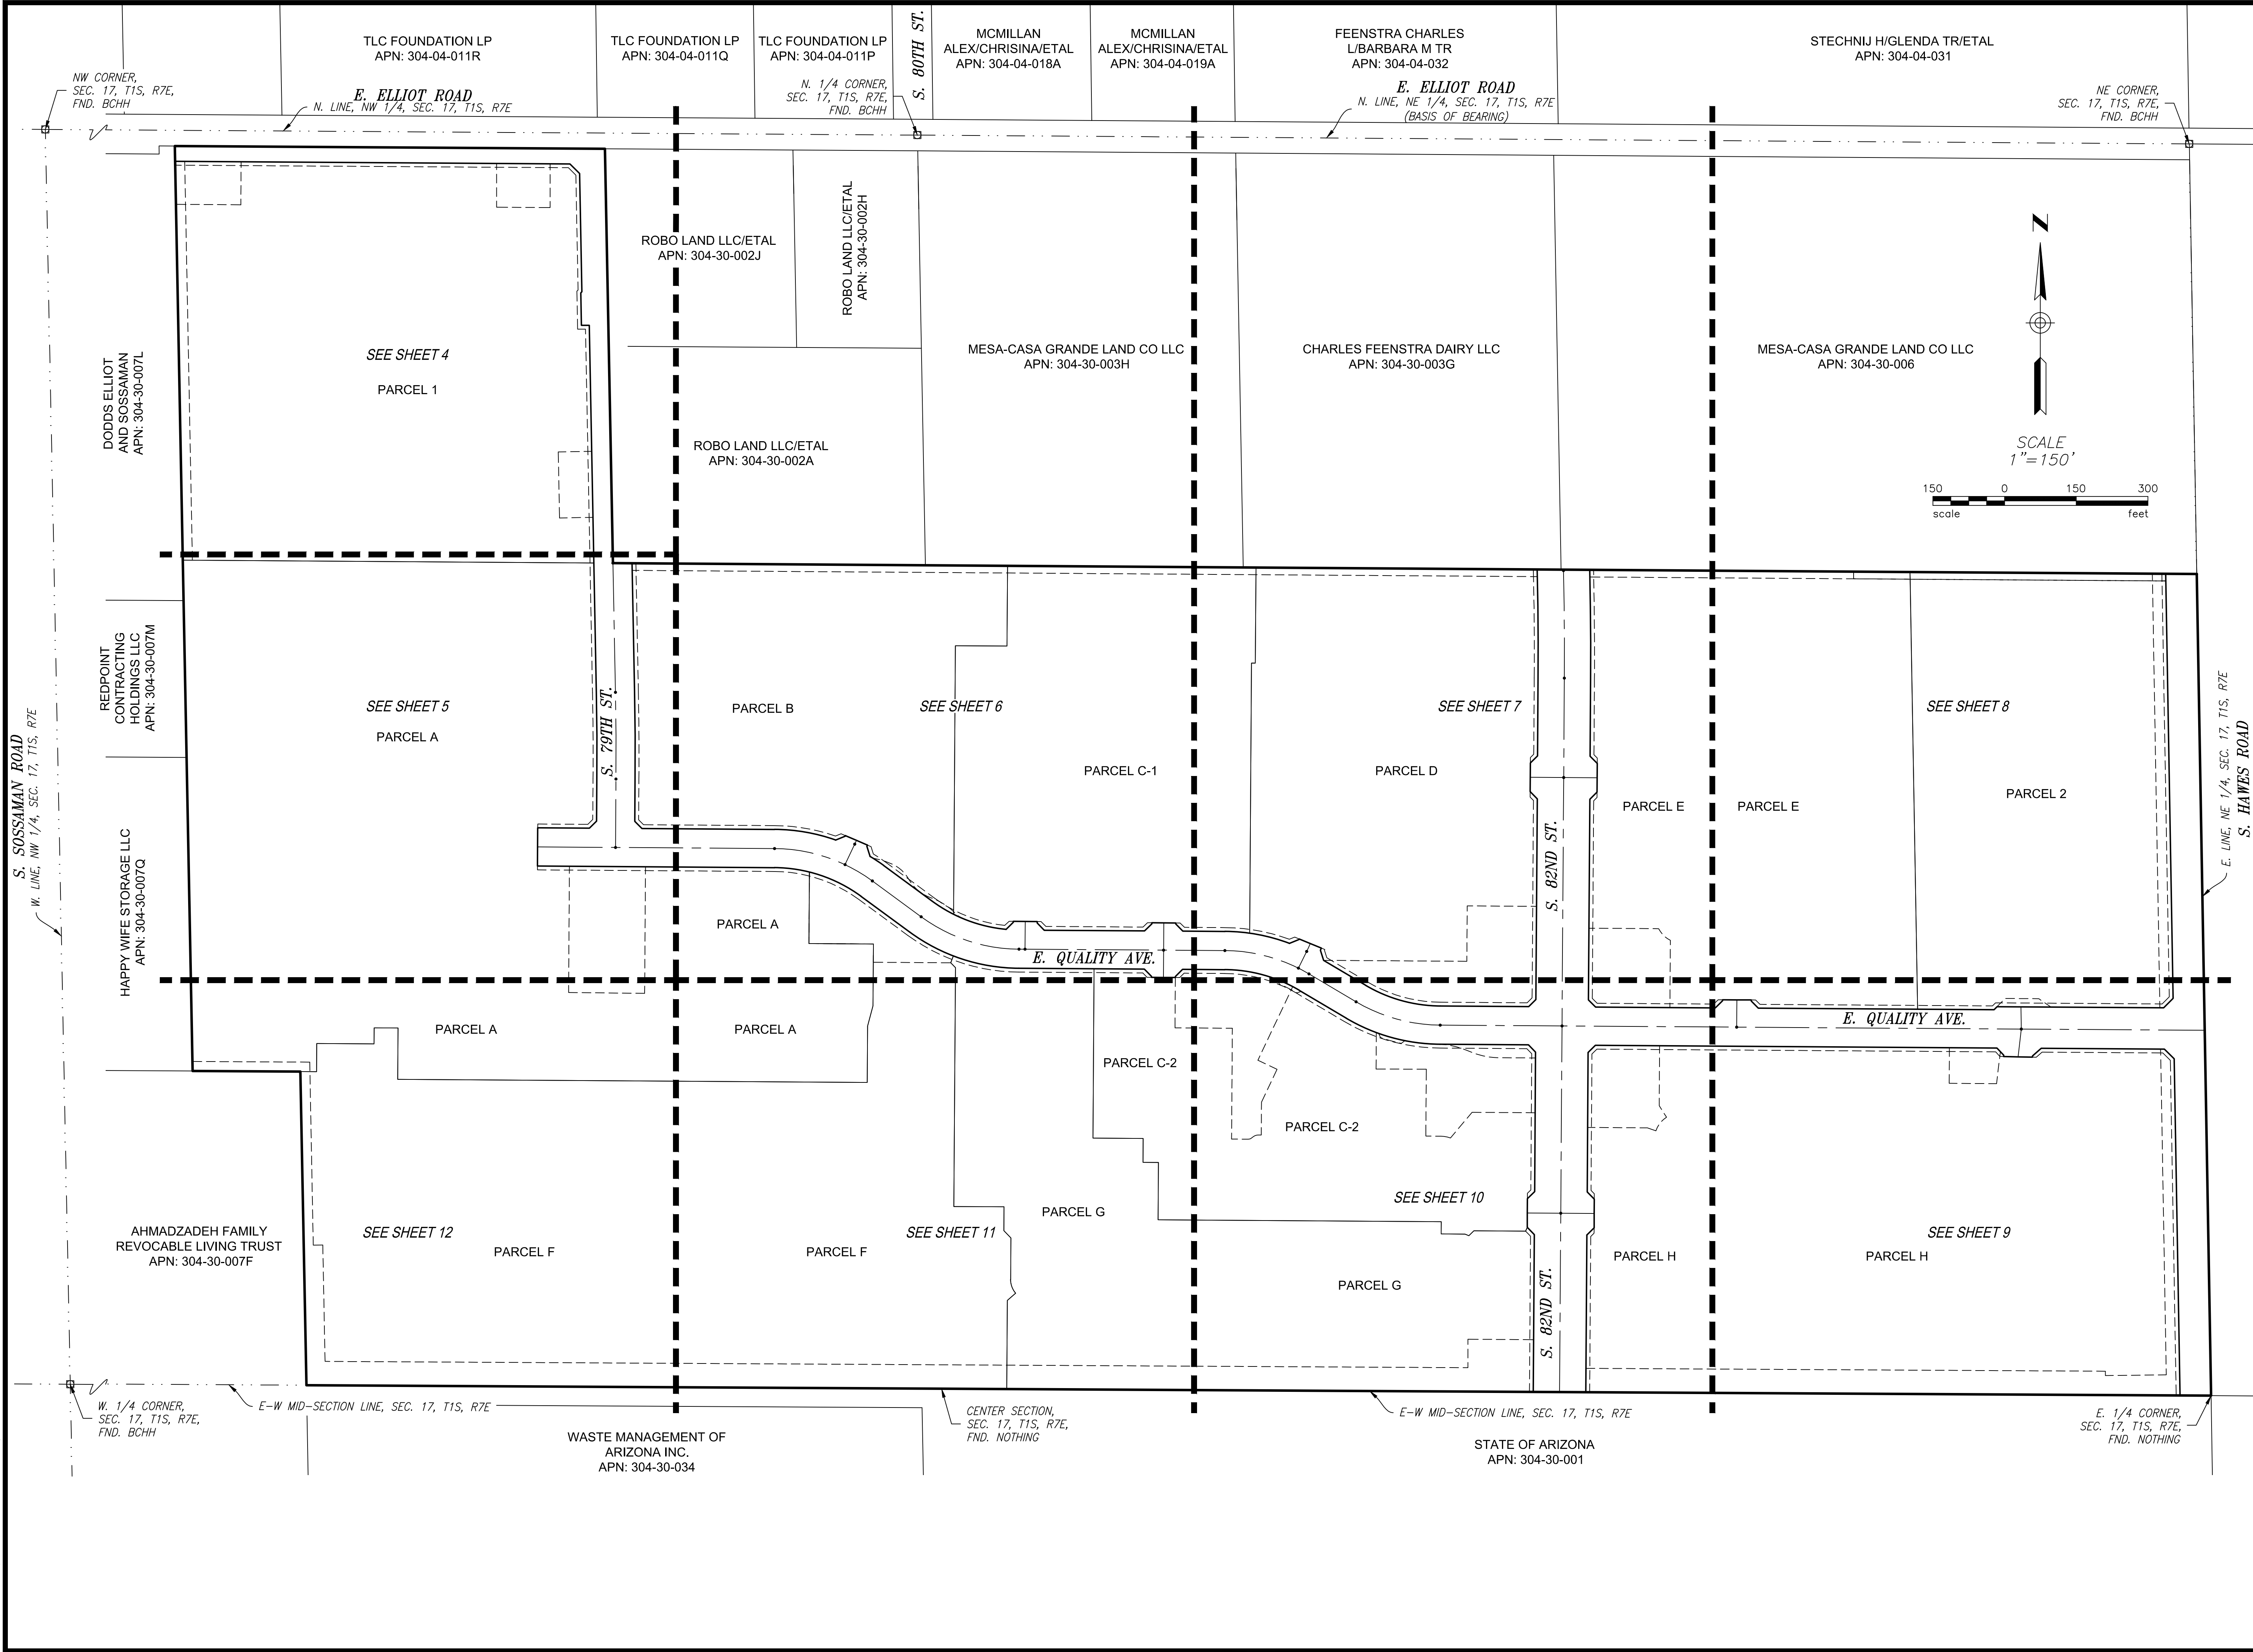 TLC FOUNDATION LP
APN: 304-04-011R
TLC FOUNDATION LP
APN: 304-04-011Q
TLC FOUNDATION LP
APN: 304-04-011P
S. 80TH ST.
MCMILLAN
ALEX/CHRISINA/ETAL
APN: 304-04-018A
MCMILLAN
ALEX/CHRISINA/ETAL
APN: 304-04-019A
FEENSTRA CHARLES
L/BARBARA M TR
APN: 304-04-032
STECHNIJ H/GLENDA TR/ETAL
APN: 304-04-031
NW CORNER,
SEC. 17, T1S, R7E,
FND. BCHH
E. ELLIOT ROAD
N. LINE, NW 1/4, SEC. 17, T1S, R7E
N. 1/4 CORNER,
SEC. 17, T1S, R7E,
FND. BCHH
E. ELLIOT ROAD
N. LINE, NE 1/4, SEC. 17, T1S, R7E
(BASIS OF BEARING)
NE CORNER,
SEC. 17, T1S, R7E,
FND. BCHH
ROBO LAND LLC/ETAL
APN: 304-30-002J
ROBO LAND LLC/ETAL
APN: 304-30-002H
N
DODDS ELLIOT
AND SOSSAMAN
APN: 304-30-007L
SEE SHEET 4
PARCEL 1
MESA-CASA GRANDE LAND CO LLC
APN: 304-30-003H
CHARLES FEENSTRA DAIRY LLC
APN: 304-30-003G
MESA-CASA GRANDE LAND CO LLC
APN: 304-30-006
ROBO LAND LLC/ETAL
APN: 304-30-002A
SCALE
1"=150'
150 0 150 300
scale feet
REDPOINT
CONTRACTING
HOLDINGS LLC
APN: 304-30-007M
S. SOSSAMAN ROAD
W. LINE, NW 1/4, SEC. 17, T1S, R7E
SEE SHEET 5
PARCEL A
S. 79TH ST.
PARCEL B
SEE SHEET 6
PARCEL C-1
SEE SHEET 7
PARCEL D
S. 82ND ST.
PARCEL E
PARCEL E
SEE SHEET 8
PARCEL 2
E. LINE, NE 1/4, SEC. 17, T1S, R7E
S. HAWES ROAD
HAPPY WIFE STORAGE LLC
APN: 304-30-007Q
PARCEL A
E. QUALITY AVE.
E. QUALITY AVE.
PARCEL A
PARCEL A
PARCEL C-2
PARCEL C-2
SEE SHEET 10
PARCEL G
AHMADZADEH FAMILY
REVOCABLE LIVING TRUST
APN: 304-30-007F
SEE SHEET 12
PARCEL F
PARCEL F
SEE SHEET 11
PARCEL G
S. 82ND ST.
PARCEL H
SEE SHEET 9
PARCEL H
W. 1/4 CORNER,
SEC. 17, T1S, R7E,
FND. BCHH
E-W MID-SECTION LINE, SEC. 17, T1S, R7E
CENTER SECTION,
SEC. 17, T1S, R7E,
FND. NOTHING
E-W MID-SECTION LINE, SEC. 17, T1S, R7E
E. 1/4 CORNER,
SEC. 17, T1S, R7E,
FND. NOTHING
WASTE MANAGEMENT OF
ARIZONA INC.
APN: 304-30-034
STATE OF ARIZONA
APN: 304-30-001